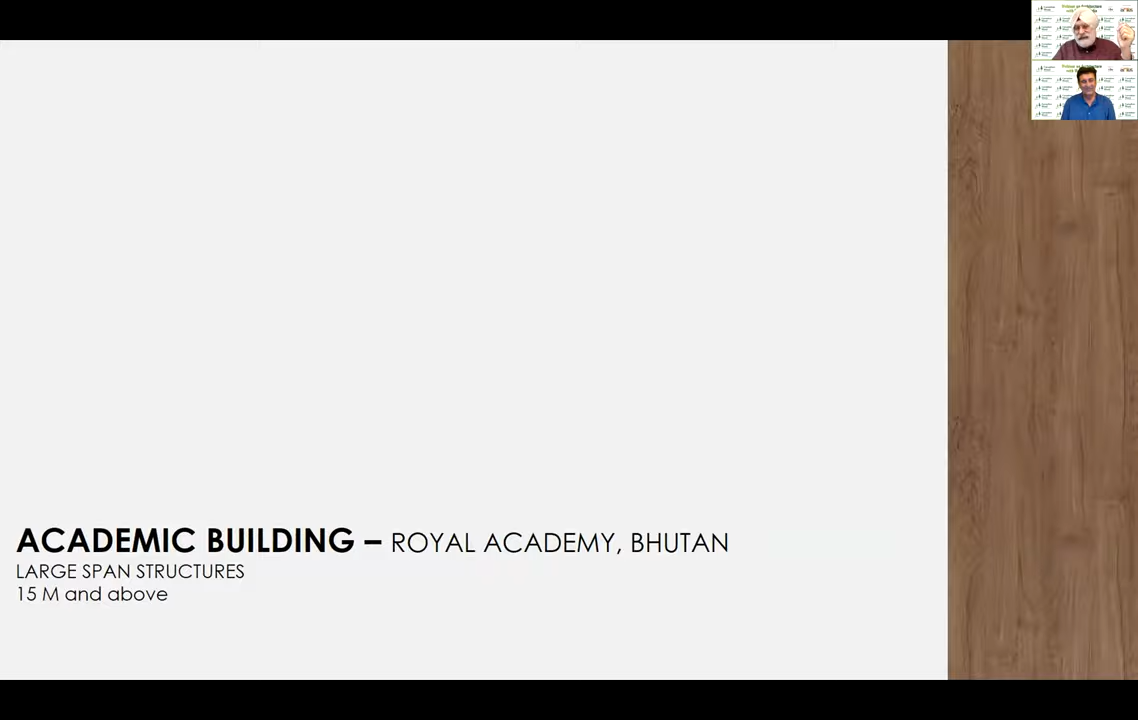 ACADEMIC BUILDING – ROYAL ACADEMY, BHUTAN
LARGE SPAN STRUCTURES
15 M and above